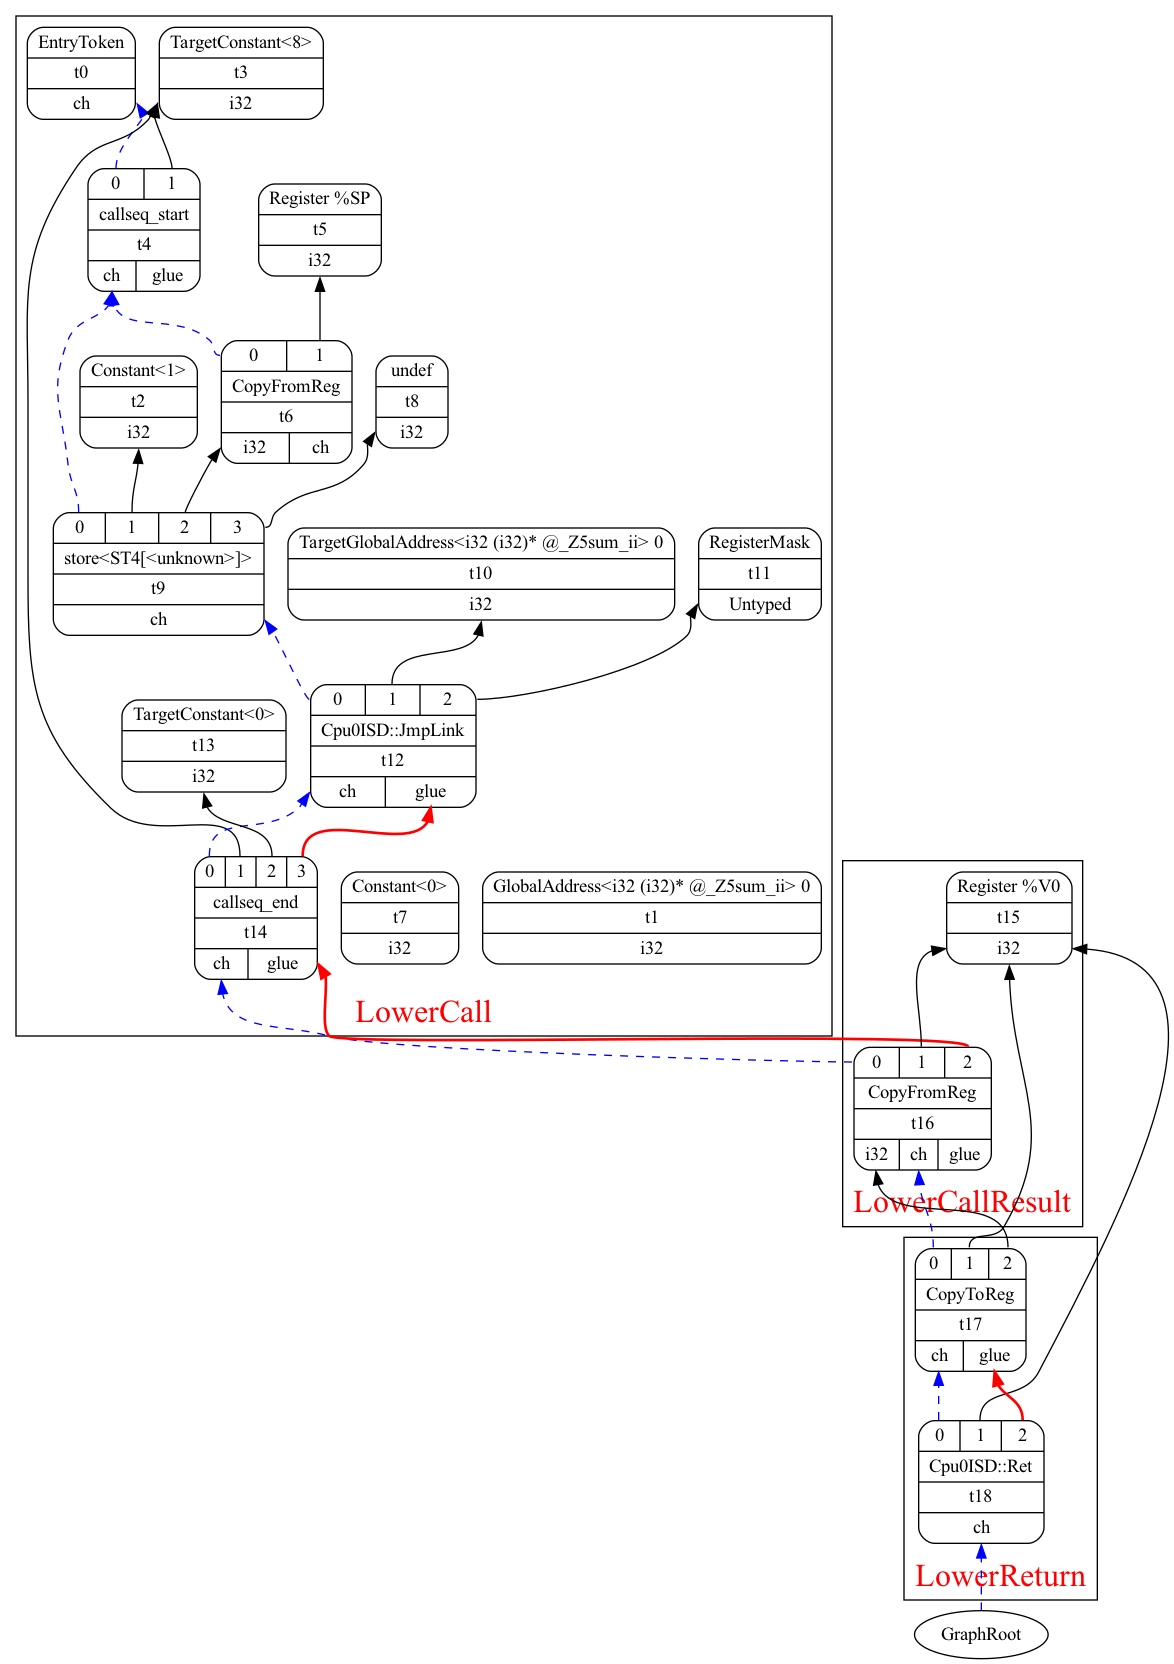 EntryToken
t0
ch
TargetConstant<8>
t3
i32
0 1
callseq_start
t4
ch glue
Register %SP
t5
i32
Constant<1>
t2
i32
0 1
CopyFromReg
t6
i32 ch
undef
t8
i32
0 1 2 3
store<ST4[<unknown>]>
t9
ch
TargetGlobalAddress<i32 (i32)* @_Z5sum_ii> 0
t10
i32
RegisterMask
t11
Untyped
TargetConstant<0>
t13
i32
0 1 2
Cpu0ISD::JmpLink
t12
ch glue
0 1 2 3
callseq_end
t14
ch glue
Constant<0>
t7
i32
GlobalAddress<i32 (i32)* @_Z5sum_ii> 0
t1
i32
LowerCall
Register %V0
t15
i32
0 1 2
CopyFromReg
t16
i32 ch glue
LowerCallResult
0 1 2
CopyToReg
t17
ch glue
0 1 2
Cpu0ISD::Ret
t18
ch
LowerReturn
GraphRoot